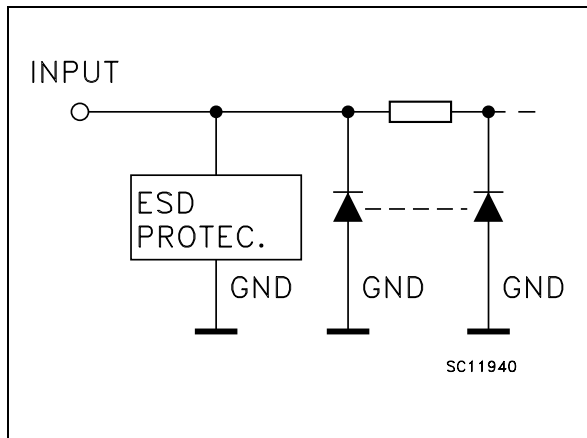 INPUT
ESD
PROTEC.
GND
GND
GND
SC11940